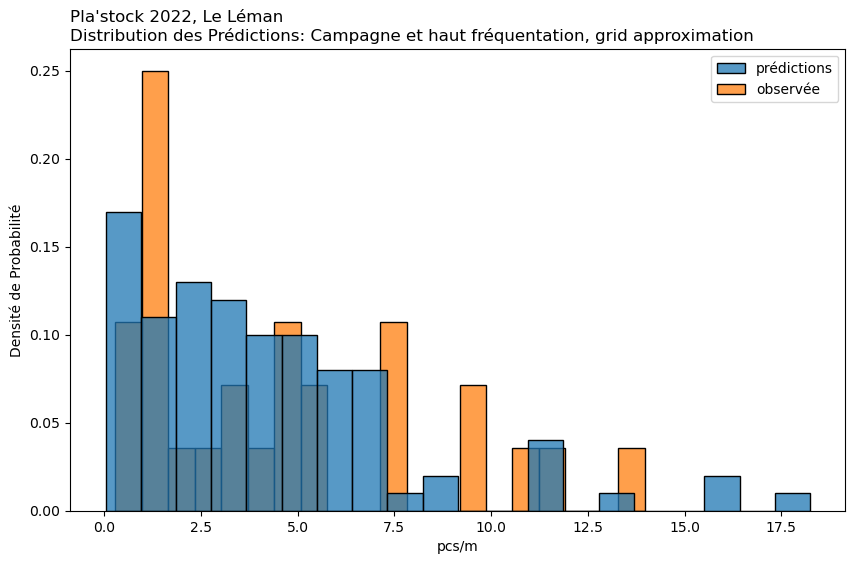 Pla'stock 2022, Le Léman
Distribution des Prédictions: Campagne et haut fréquentation, grid approximation
prédictions
observée
0.25
0.20
0.15
0.10
0.05
0.00
Densité de Probabilité
0.0
2.5
5.0
7.5
10.0
12.5
15.0
17.5
pcs/m